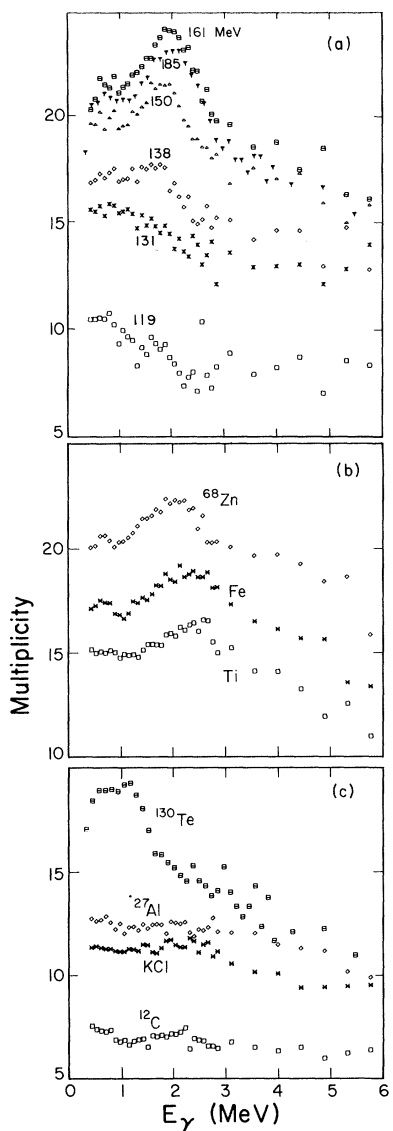 (a)
161 MeV
185
150
138
131
119
20
15
10
5
(b)
⁶⁸Zn
Fe
Ti
20
15
10
Multiplicity
(c)
¹³⁰Te
²⁷Al
KCl
¹²C
15
10
5
0 1 2 3 4 5 6
Eγ (MeV)